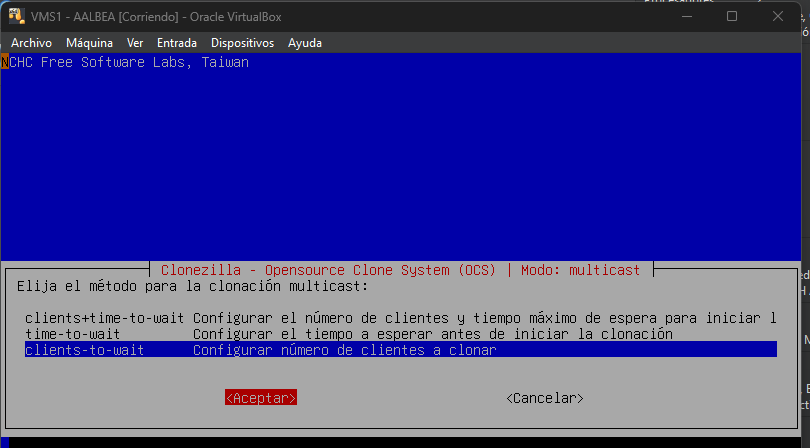 VMS1 - AALBEA [Corriendo] - Oracle VirtualBox
Archivo Máquina Ver Entrada Dispositivos Ayuda
NCHC Free Software Labs, Taiwan
Clonezilla - Opensource Clone System (OCS) | Modo: multicast
Elija el método para la clonación multicast:
clients+time-to-wait Configurar el número de clientes y tiempo máximo de espera para iniciar l
time-to-wait Configurar el tiempo a esperar antes de iniciar la clonación
clients-to-wait Configurar número de clientes a clonar
<Aceptar> <Cancelar>